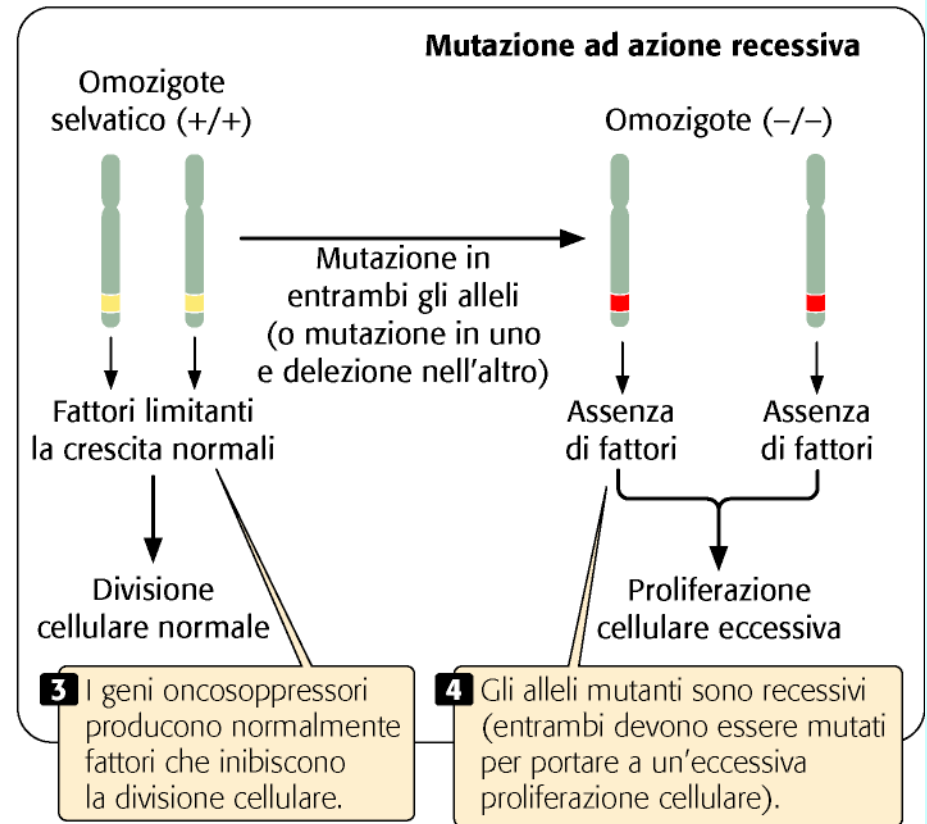 Mutazione ad azione recessiva
Omozigote
selvatico (+/+)
Omozigote (–/–)
Mutazione in
entrambi gli alleli
(o mutazione in uno
e delezione nell'altro)
Fattori limitanti
la crescita normali
Assenza
di fattori
Assenza
di fattori
Divisione
cellulare normale
Proliferazione
cellulare eccessiva
3 I geni oncosoppressori
producono normalmente
fattori che inibiscono
la divisione cellulare.
4 Gli alleli mutanti sono recessivi
(entrambi devono essere mutati
per portare a un'eccessiva
proliferazione cellulare).